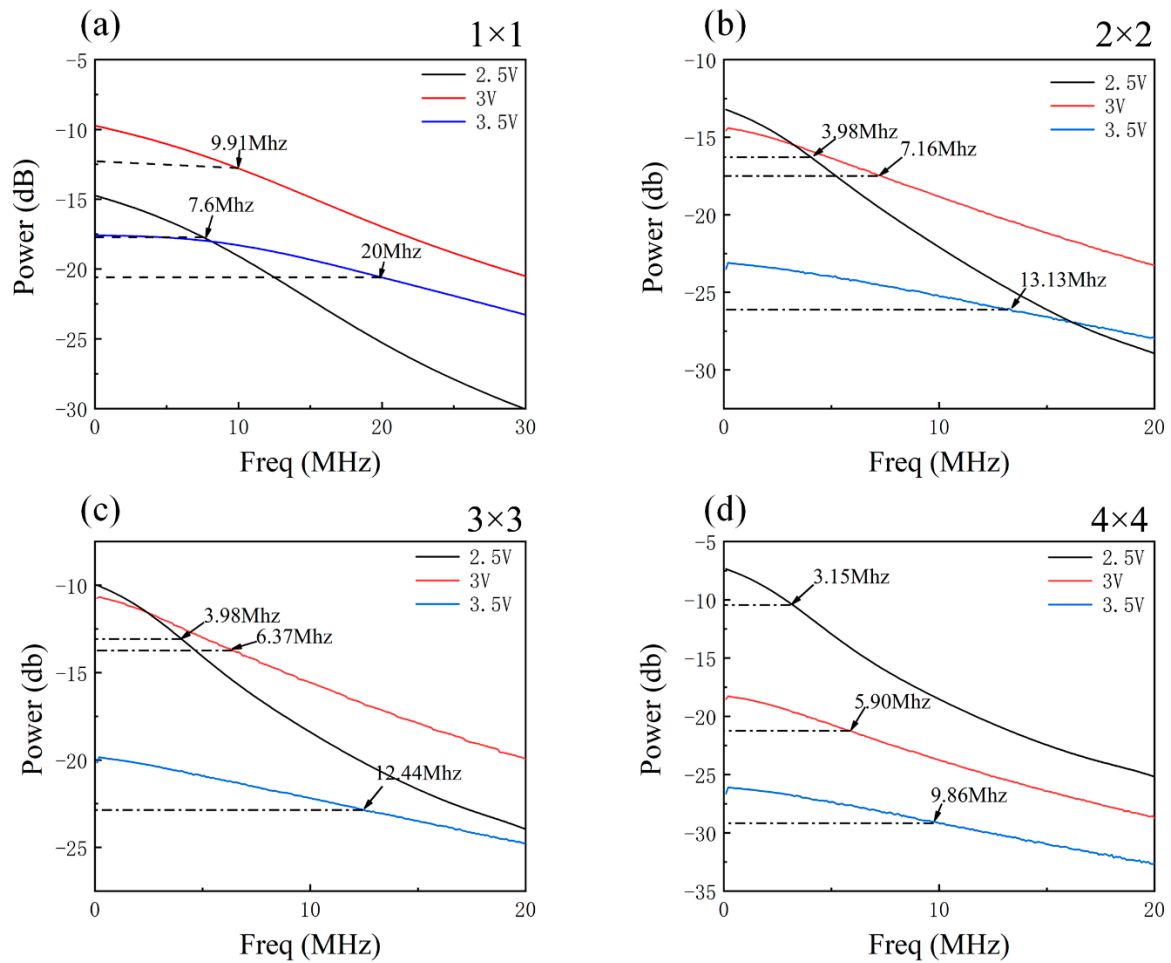 (a)
1×1
2.5V
3V
3.5V
9.91Mhz
7.6Mhz
20Mhz
-5
-10
-15
-20
-25
-30
0
10
20
30
Power (dB)
Freq (MHz)
(b)
2×2
2.5V
3V
3.5V
3.98Mhz
7.16Mhz
13.13Mhz
-10
-15
-20
-25
-30
0
10
20
Power (db)
Freq (MHz)
(c)
3×3
2.5V
3V
3.5V
3.98Mhz
6.37Mhz
12.44Mhz
-10
-15
-20
-25
0
10
20
Power (db)
Freq (MHz)
(d)
4×4
2.5V
3V
3.5V
3.15Mhz
5.90Mhz
9.86Mhz
-5
-10
-15
-20
-25
-30
-35
0
10
20
Power (db)
Freq (MHz)